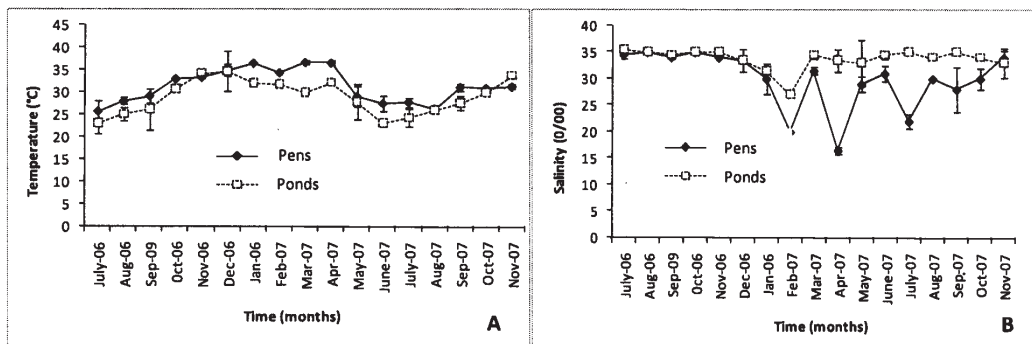 45
40
35
30
25
20
15
10
5
0
Temperature (°C)
Pens
Ponds
July-06
Aug-06
Sep-09
Oct-06
Nov-06
Dec-06
Jan-06
Feb-07
Mar-07
Apr-07
May-07
June-07
July-07
Aug-07
Sep-07
Oct-07
Nov-07
Time (months)
A
40
35
30
25
20
15
10
5
0
Salinity (0/00)
Pens
Ponds
July-06
Aug-06
Sep-09
Oct-06
Nov-06
Dec-06
Jan-06
Feb-07
Mar-07
Apr-07
May-07
June-07
July-07
Aug-07
Sep-07
Oct-07
Nov-07
Time (months)
B